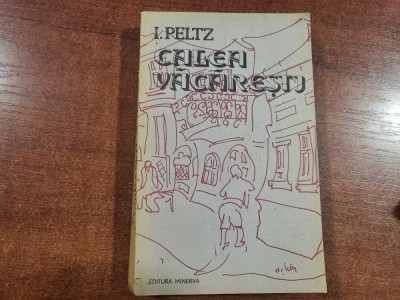 I. PELTZ
CALEA
VĂCĂREȘTI
EDITURA MINERVA